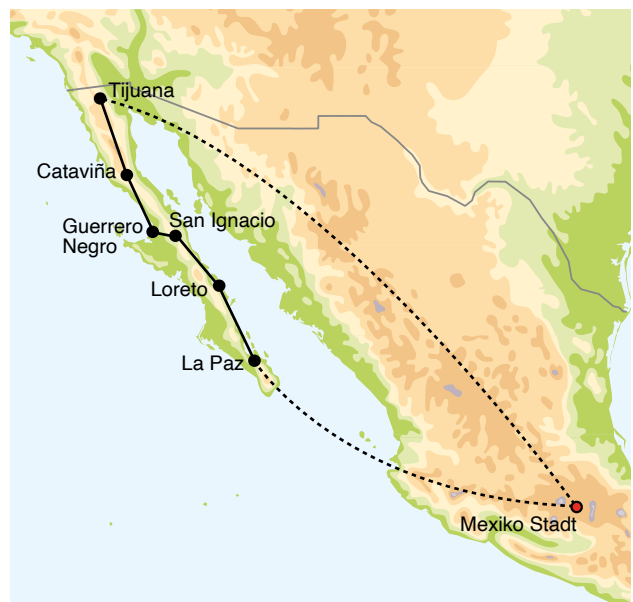 Tijuana
Cataviña
Guerrero
Negro
San Ignacio
Loreto
La Paz
Mexiko Stadt